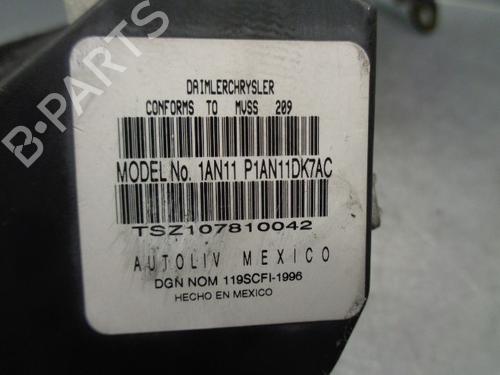 DAIMLERCHRYSLER
CONFORMS TO MVSS 209
MODEL No. 1AN11 P1AN11DK7AC
TSZ107810042
AUTOLIV MEXICO
DGN NOM 119SCFI-1996
HECHO EN MEXICO
B-PARTS